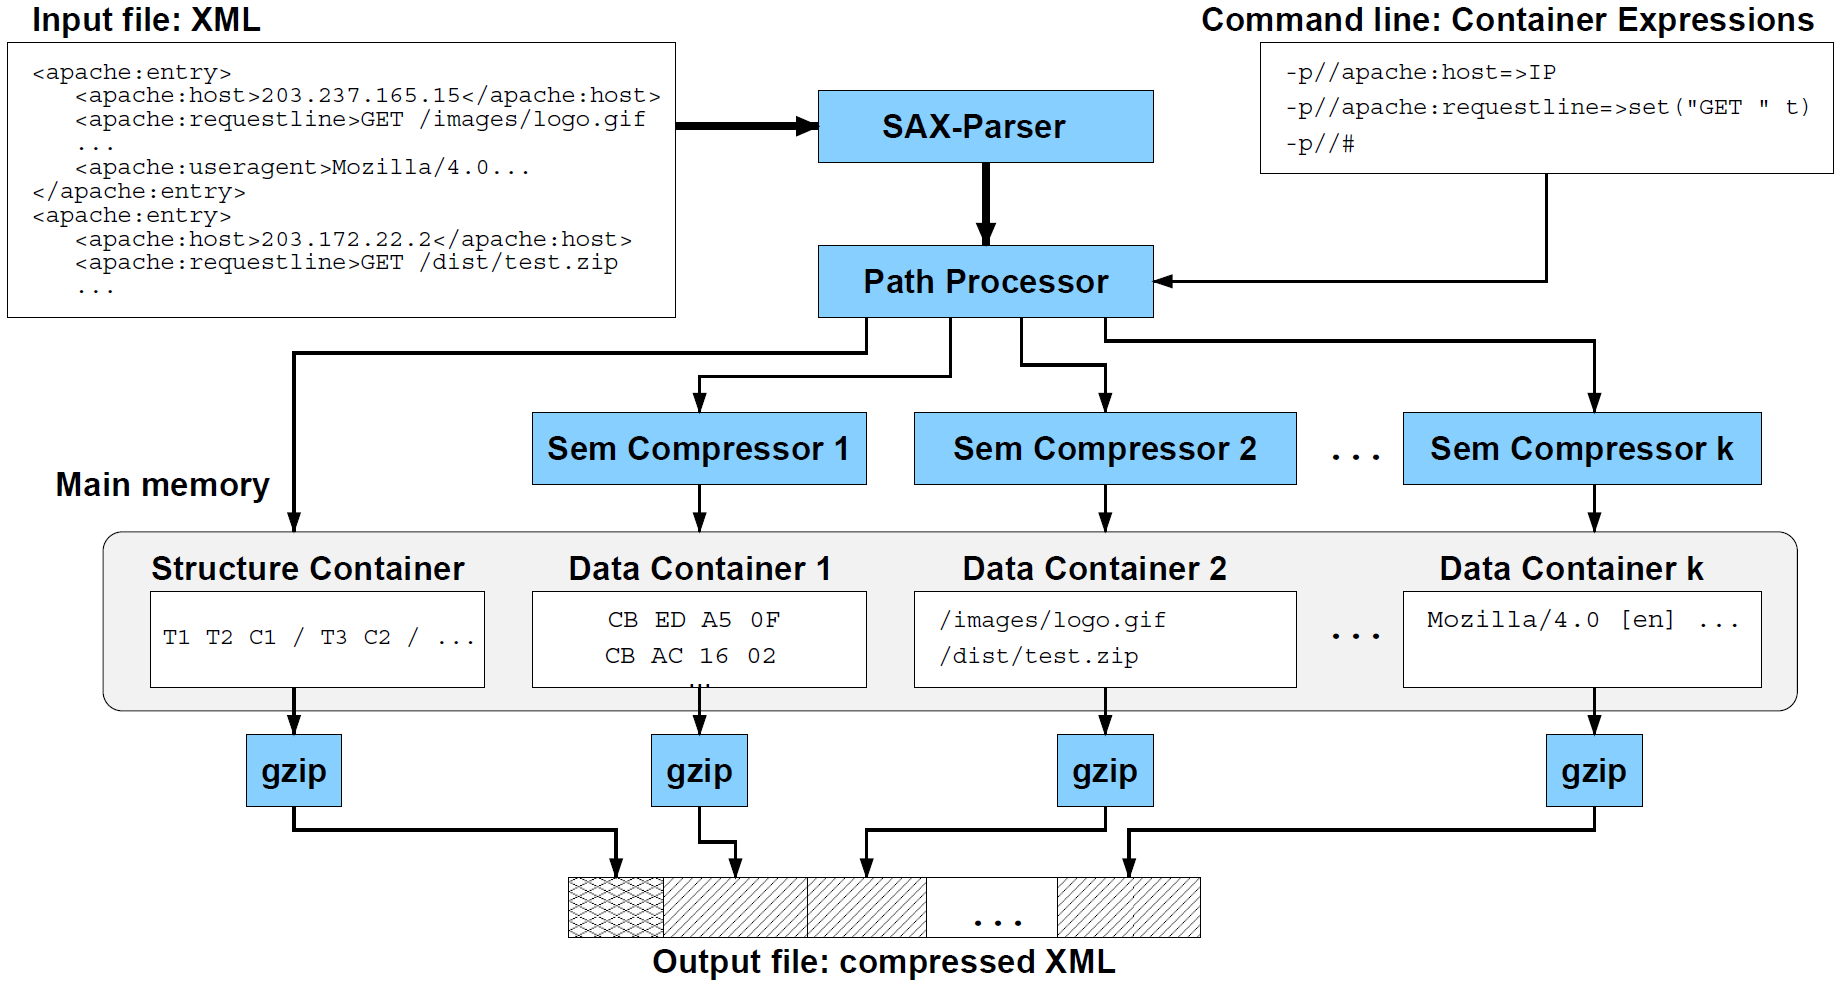 Input file: XML
<apache:entry>
<apache:host>203.237.165.15</apache:host>
<apache:requestline>GET /images/logo.gif
...
<apache:useragent>Mozilla/4.0...
</apache:entry>
<apache:entry>
<apache:host>203.172.22.2</apache:host>
<apache:requestline>GET /dist/test.zip
...
Command line: Container Expressions
-p//apache:host=>IP
-p//apache:requestline=>set("GET " t)
-p//#
SAX-Parser
Path Processor
Sem Compressor 1
Sem Compressor 2
...
Sem Compressor k
Main memory
Structure Container
T1 T2 C1 / T3 C2 / ...
Data Container 1
CB ED A5 0F
CB AC 16 02
...
Data Container 2
/images/logo.gif
/dist/test.zip
...
Data Container k
Mozilla/4.0 [en] ...
gzip
gzip
gzip
gzip
...
Output file: compressed XML